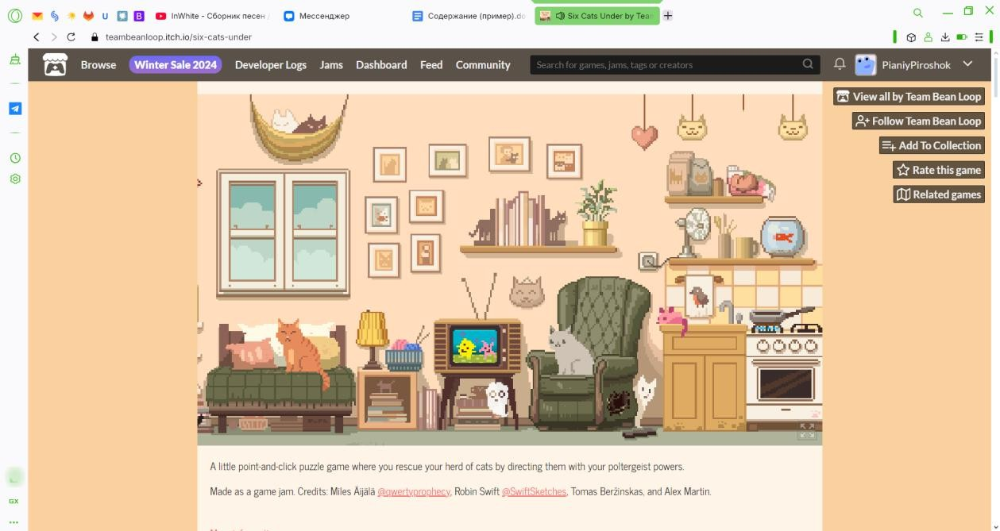 InWhite - Сборник песен
Мессенджер
Содержание (пример).do
Six Cats Under by Tea
teambeanloop.itch.io/six-cats-under
Browse
Winter Sale 2024
Developer Logs
Jams
Dashboard
Feed
Community
Search for games, jams, tags or creators
PianiyPiroshok
View all by Team Bean Loop
Follow Team Bean Loop
Add To Collection
Rate this game
Related games
A little point-and-click puzzle game where you rescue your herd of cats by directing them with your poltergeist powers.
Made as a game jam. Credits: Miles Äijälä @qwertyprophecy, Robin Swift @SwiftSketches, Tomas Beržinskas, and Alex Martin.
GX